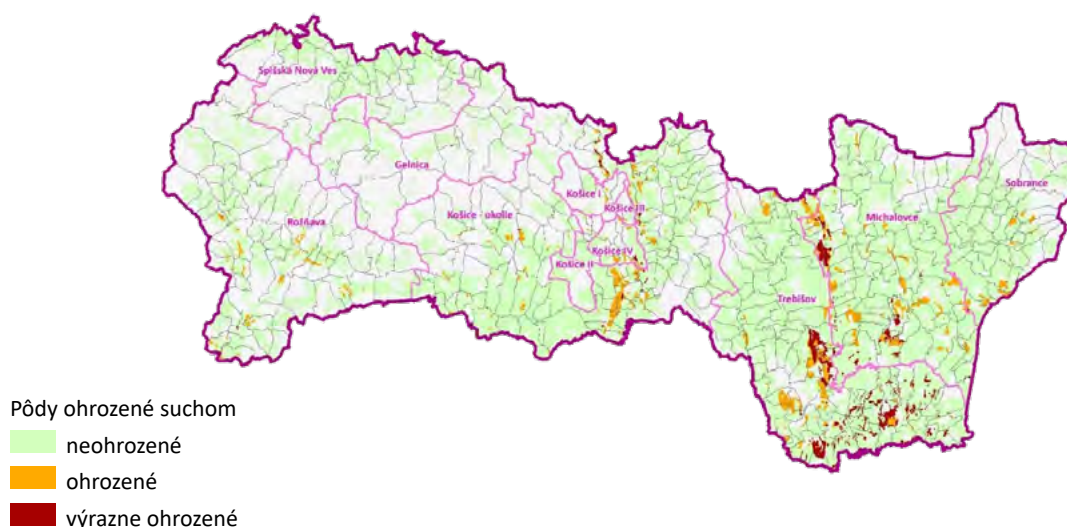 Spišská Nová Ves
Gelnica
Rožňava
Košice - okolie
Košice I
Košice III
Košice IV
Košice II
Trebišov
Michalovce
Sobrance
Pôdy ohrozené suchom
neohrozené
ohrozené
výrazne ohrozené